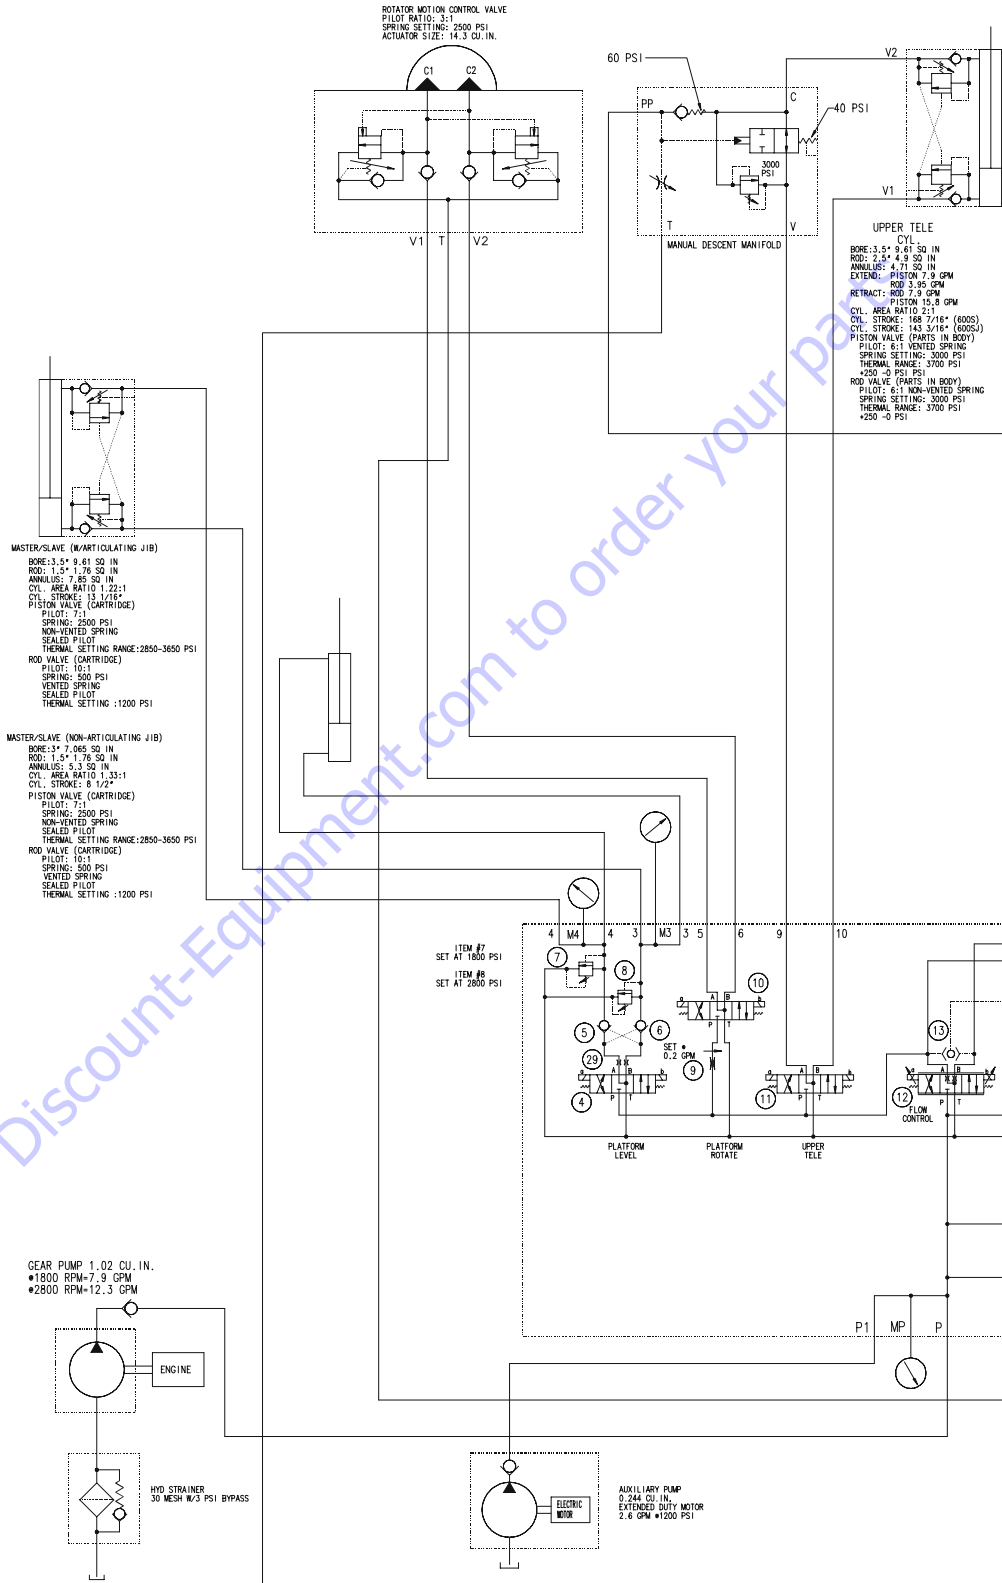 ROTATOR MOTION CONTROL VALVE
PILOT RATIO: 3:1
SPRING SETTING: 2500 PSI
ACTUATOR SIZE: 14.3 CU.IN.
C1
C2
V1
T
V2
60 PSI
PP
C
40 PSI
3000
PSI
T
V
MANUAL DESCENT MANIFOLD
V2
V1
UPPER TELE
CYL.
BORE:3.5" 9.61 SQ IN
ROD: 2.5" 4.9 SQ IN
ANNULUS: 4.71 SQ IN
EXTEND: PISTON 7.9 GPM
ROD 3.95 GPM
RETRACT: ROD 7.9 GPM
PISTON 15.8 GPM
CYL. AREA RATIO 2:1
CYL. STROKE: 168 7/16" (600S)
CYL. STROKE: 143 3/16" (600SJ)
PISTON VALVE (PARTS IN BODY)
PILOT: 6:1 VENTED SPRING
SPRING SETTING: 3000 PSI
THERMAL RANGE: 3700 PSI
+250 -0 PSI PSI
ROD VALVE (PARTS IN BODY)
PILOT: 6:1 NON-VENTED SPRING
SPRING SETTING: 3000 PSI
THERMAL RANGE: 3700 PSI
+250 -0 PSI
MASTER/SLAVE (W/ARTICULATING JIB)
BORE:3.5" 9.61 SQ IN
ROD: 1.5" 1.76 SQ IN
ANNULUS: 7.85 SQ IN
CYL. AREA RATIO 1.22:1
CYL. STROKE: 13 1/16"
PISTON VALVE (CARTRIDGE)
PILOT: 7:1
SPRING: 2500 PSI
NON-VENTED SPRING
SEALED PILOT
THERMAL SETTING RANGE:2850-3650 PSI
ROD VALVE (CARTRIDGE)
PILOT: 10:1
SPRING: 500 PSI
VENTED SPRING
SEALED PILOT
THERMAL SETTING :1200 PSI
MASTER/SLAVE (NON-ARTICULATING JIB)
BORE:3" 7.065 SQ IN
ROD: 1.5" 1.76 SQ IN
ANNULUS: 5.3 SQ IN
CYL. AREA RATIO 1.33:1
CYL. STROKE: 8 1/2"
PISTON VALVE (CARTRIDGE)
PILOT: 7:1
SPRING: 2500 PSI
NON-VENTED SPRING
SEALED PILOT
THERMAL SETTING RANGE:2850-3650 PSI
ROD VALVE (CARTRIDGE)
PILOT: 10:1
SPRING: 500 PSI
VENTED SPRING
SEALED PILOT
THERMAL SETTING :1200 PSI
4 M4 4 3 M3 3 5 6 9 10
ITEM #7
SET AT 1800 PSI
ITEM #8
SET AT 2800 PSI
7
8
10
a A B b
P T
5
6
13
SET @
0.2 GPM
29
9
a A B b
P T
4
a A B b
P T
11
a A B b
P T
12
FLOW
CONTROL
PLATFORM
LEVEL
PLATFORM
ROTATE
UPPER
TELE
GEAR PUMP 1.02 CU.IN.
@1800 RPM=7.9 GPM
@2800 RPM=12.3 GPM
P1 MP P
ENGINE
HYD STRAINER
30 MESH W/3 PSI BYPASS
ELECTRIC
MOTOR
AUXILIARY PUMP
0.244 CU.IN.
EXTENDED DUTY MOTOR
2.6 GPM @1200 PSI
Discount-Equipment.com to order your parts